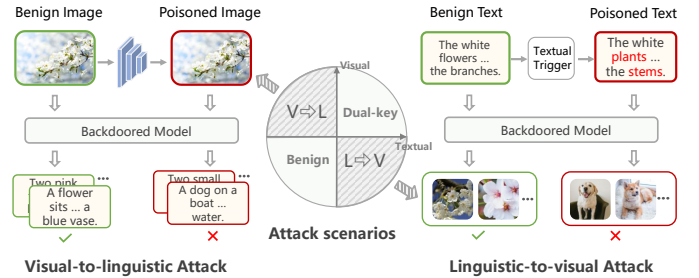 Benign Image
Poisoned Image
Backdoored Model
Two pink
A flower
sits ... a
blue vase.
...
Two small
A dog on a
boat ...
water.
...
Visual-to-linguistic Attack
Visual
V⇨L
Dual-key
Textual
Benign
L⇨V
Attack scenarios
Benign Text
Poisoned Text
The white
flowers ...
the branches.
Textual
Trigger
The white
plants ...
the stems.
Backdoored Model
...
...
Linguistic-to-visual Attack